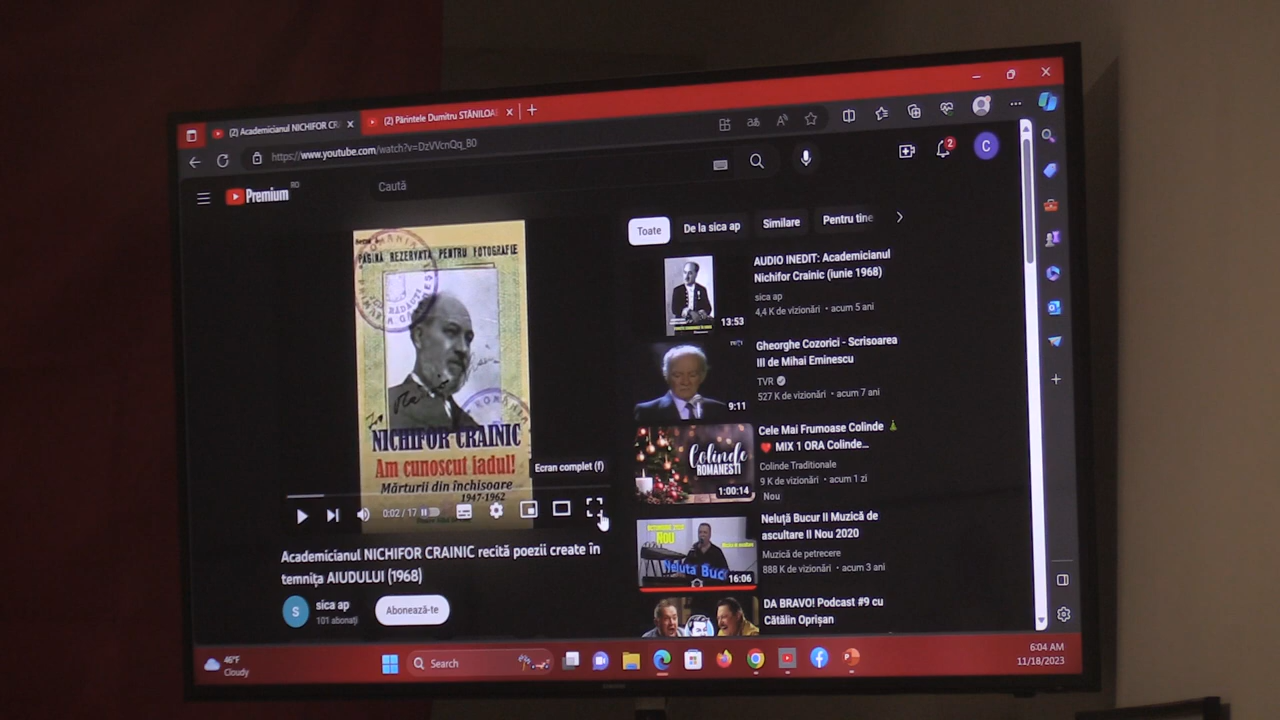 (2) Academicianul NICHIFOR CR
(2) Părintele Dumitru STĂNILOA
https://www.youtube.com/watch?v=DzVVcnQq_B0
Premium RO
Caută
2
C
PAGINA REZERVATA PENTRU FOTOGRAFIE
NICHIFOR CRAINIC
Am cunoscut iadul!
Mărturii din închisoare
1947-1962
Ecran complet (f)
0:02 / 17
Academicianul NICHIFOR CRAINIC recită poezii create în
temnița AIUDULUI (1968)
S
sica ap
101 abonați
Abonează-te
Toate
De la sica ap
Similare
Pentru tine
AUDIO INEDIT: Academicianul
Nichifor Crainic (iunie 1968)
sica ap
4,4 K de vizionări • acum 5 ani
13:53
Gheorghe Cozorici - Scrisoarea
III de Mihai Eminescu
TVR
527 K de vizionări • acum 7 ani
9:11
Cele Mai Frumoase Colinde
MIX 1 ORA Colinde...
Colinde Traditionale
9 K de vizionări • acum 1 zi
Nou
Colinde
ROMANESTI
1:00:14
Neluță Bucur II Muzică de
ascultare II Nou 2020
Muzică de petrecere
888 K de vizionări • acum 3 ani
NOU
Neluta Buc
16:06
DA BRAVO! Podcast #9 cu
Cătălin Oprișan
46°F
Cloudy
Search
6:04 AM
11/18/2023